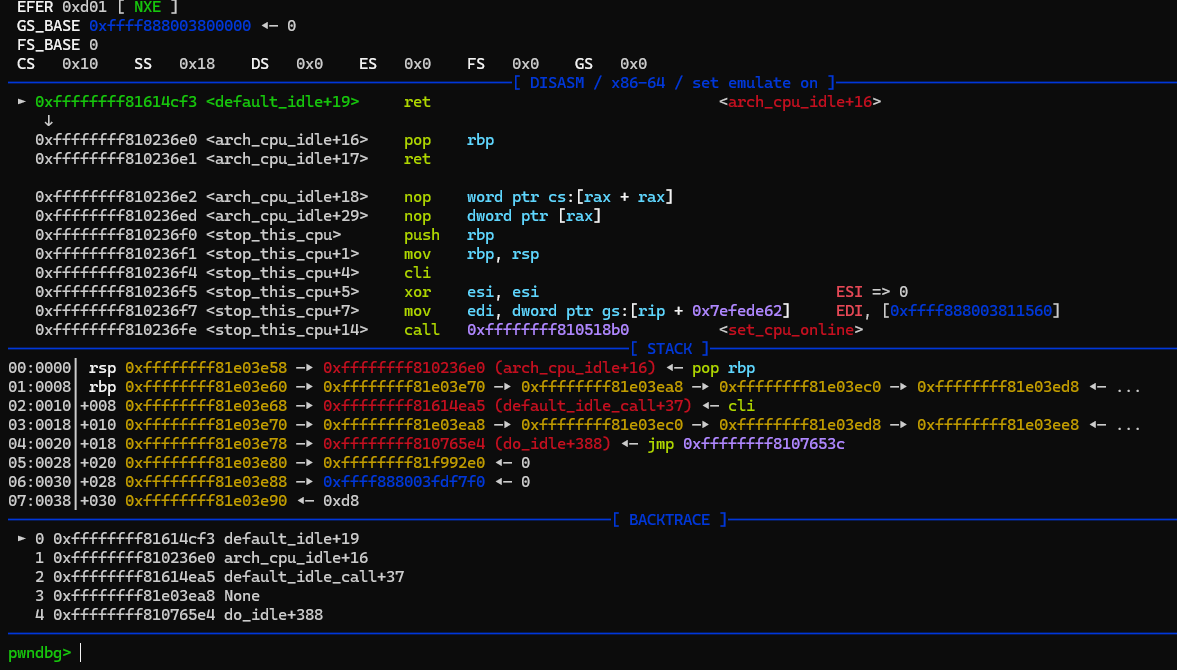 EFER 0xd01 [ NXE ]
GS_BASE 0xffff888003800000 ◂— 0
FS_BASE 0
CS 0x10 SS 0x18 DS 0x0 ES 0x0 FS 0x0 GS 0x0
[ DISASM / x86-64 / set emulate on ]
► 0xffffffff81614cf3 <default_idle+19> ret <arch_cpu_idle+16>
↓
0xffffffff810236e0 <arch_cpu_idle+16> pop rbp
0xffffffff810236e1 <arch_cpu_idle+17> ret
0xffffffff810236e2 <arch_cpu_idle+18> nop word ptr cs:[rax + rax]
0xffffffff810236ed <arch_cpu_idle+29> nop dword ptr [rax]
0xffffffff810236f0 <stop_this_cpu> push rbp
0xffffffff810236f1 <stop_this_cpu+1> mov rbp, rsp
0xffffffff810236f4 <stop_this_cpu+4> cli
0xffffffff810236f5 <stop_this_cpu+5> xor esi, esi ESI => 0
0xffffffff810236f7 <stop_this_cpu+7> mov edi, dword ptr gs:[rip + 0x7efede62] EDI, [0xffff888003811560]
0xffffffff810236fe <stop_this_cpu+14> call 0xffffffff810518b0 <set_cpu_online>
[ STACK ]
00:0000│ rsp 0xffffffff81e03e58 —▸ 0xffffffff810236e0 (arch_cpu_idle+16) ◂— pop rbp
01:0008│ rbp 0xffffffff81e03e60 —▸ 0xffffffff81e03e70 —▸ 0xffffffff81e03ea8 —▸ 0xffffffff81e03ec0 —▸ 0xffffffff81e03ed8 ◂— ...
02:0010│+008 0xffffffff81e03e68 —▸ 0xffffffff81614ea5 (default_idle_call+37) ◂— cli
03:0018│+010 0xffffffff81e03e70 —▸ 0xffffffff81e03ea8 —▸ 0xffffffff81e03ec0 —▸ 0xffffffff81e03ed8 —▸ 0xffffffff81e03ee8 ◂— ...
04:0020│+018 0xffffffff81e03e78 —▸ 0xffffffff810765e4 (do_idle+388) ◂— jmp 0xffffffff8107653c
05:0028│+020 0xffffffff81e03e80 —▸ 0xffffffff81f992e0 ◂— 0
06:0030│+028 0xffffffff81e03e88 —▸ 0xffff888003fdf7f0 ◂— 0
07:0038│+030 0xffffffff81e03e90 ◂— 0xd8
[ BACKTRACE ]
► 0 0xffffffff81614cf3 default_idle+19
1 0xffffffff810236e0 arch_cpu_idle+16
2 0xffffffff81614ea5 default_idle_call+37
3 0xffffffff81e03ea8 None
4 0xffffffff810765e4 do_idle+388
pwndbg>